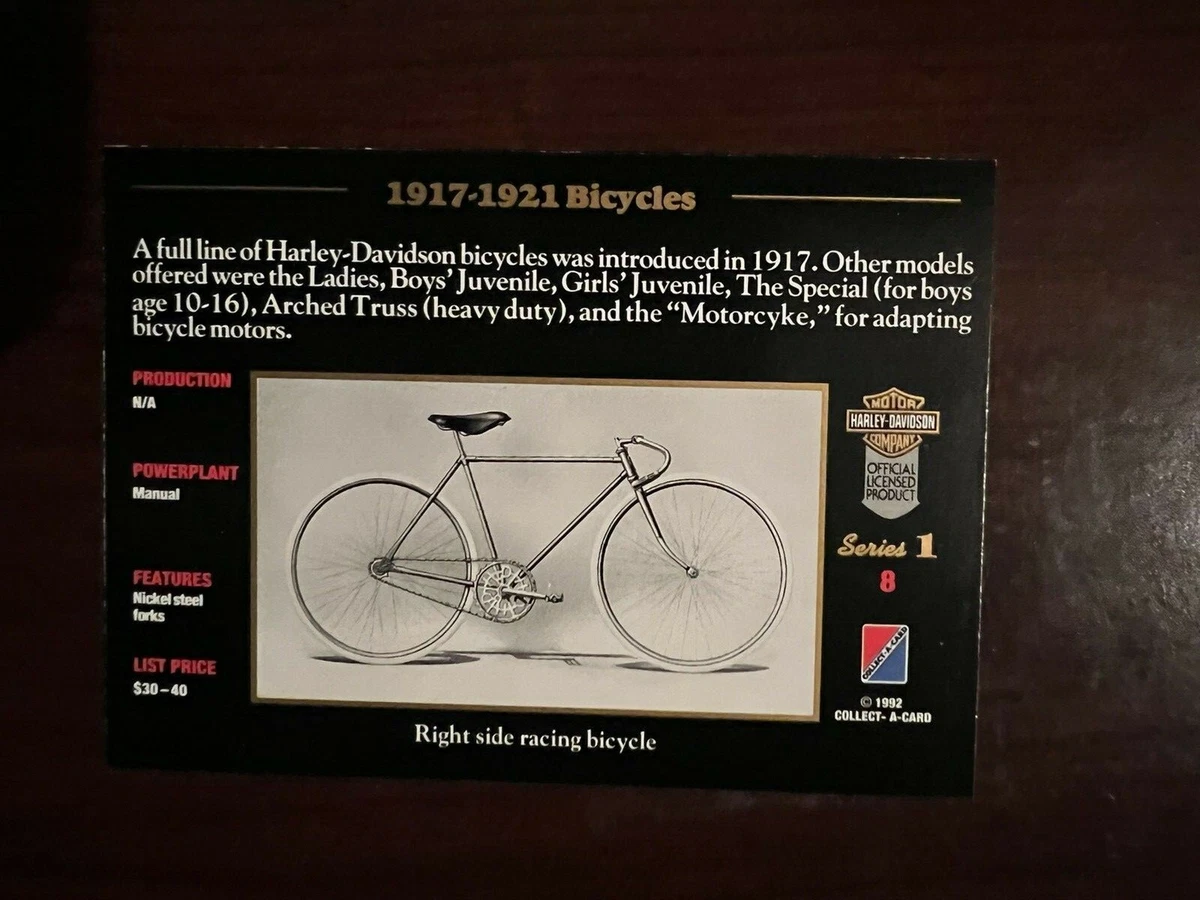 1917-1921 Bicycles
A full line of Harley-Davidson bicycles was introduced in 1917. Other models
offered were the Ladies, Boys' Juvenile, Girls' Juvenile, The Special (for boys
age 10-16), Arched Truss (heavy duty), and the "Motorcyke," for adapting
bicycle motors.
PRODUCTION
N/A
POWERPLANT
Manual
FEATURES
Nickel steel
forks
LIST PRICE
$30-40
Right side racing bicycle
MOTOR
HARLEY-DAVIDSON
COMPANY
OFFICIAL
LICENSED
PRODUCT
Series 1
8
COLLECT-A-CARD
© 1992
COLLECT- A-CARD